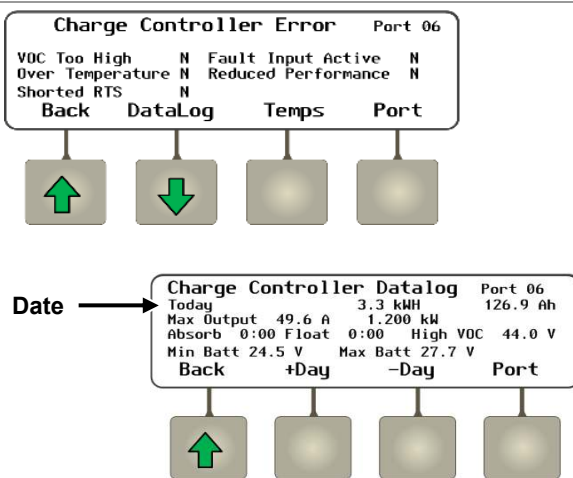 Charge Controller Error Port 06
VOC Too High N Fault Input Active N
Over Temperature N Reduced Performance N
Shorted RTS N
Back DataLog Temps Port
Date
Charge Controller Datalog Port 06
Today 3.3 kWH 126.9 Ah
Max Output 49.6 A 1.200 kW
Absorb 0:00 Float 0:00 High VOC 44.0 V
Min Batt 24.5 V Max Batt 27.7 V
Back +Day -Day Port